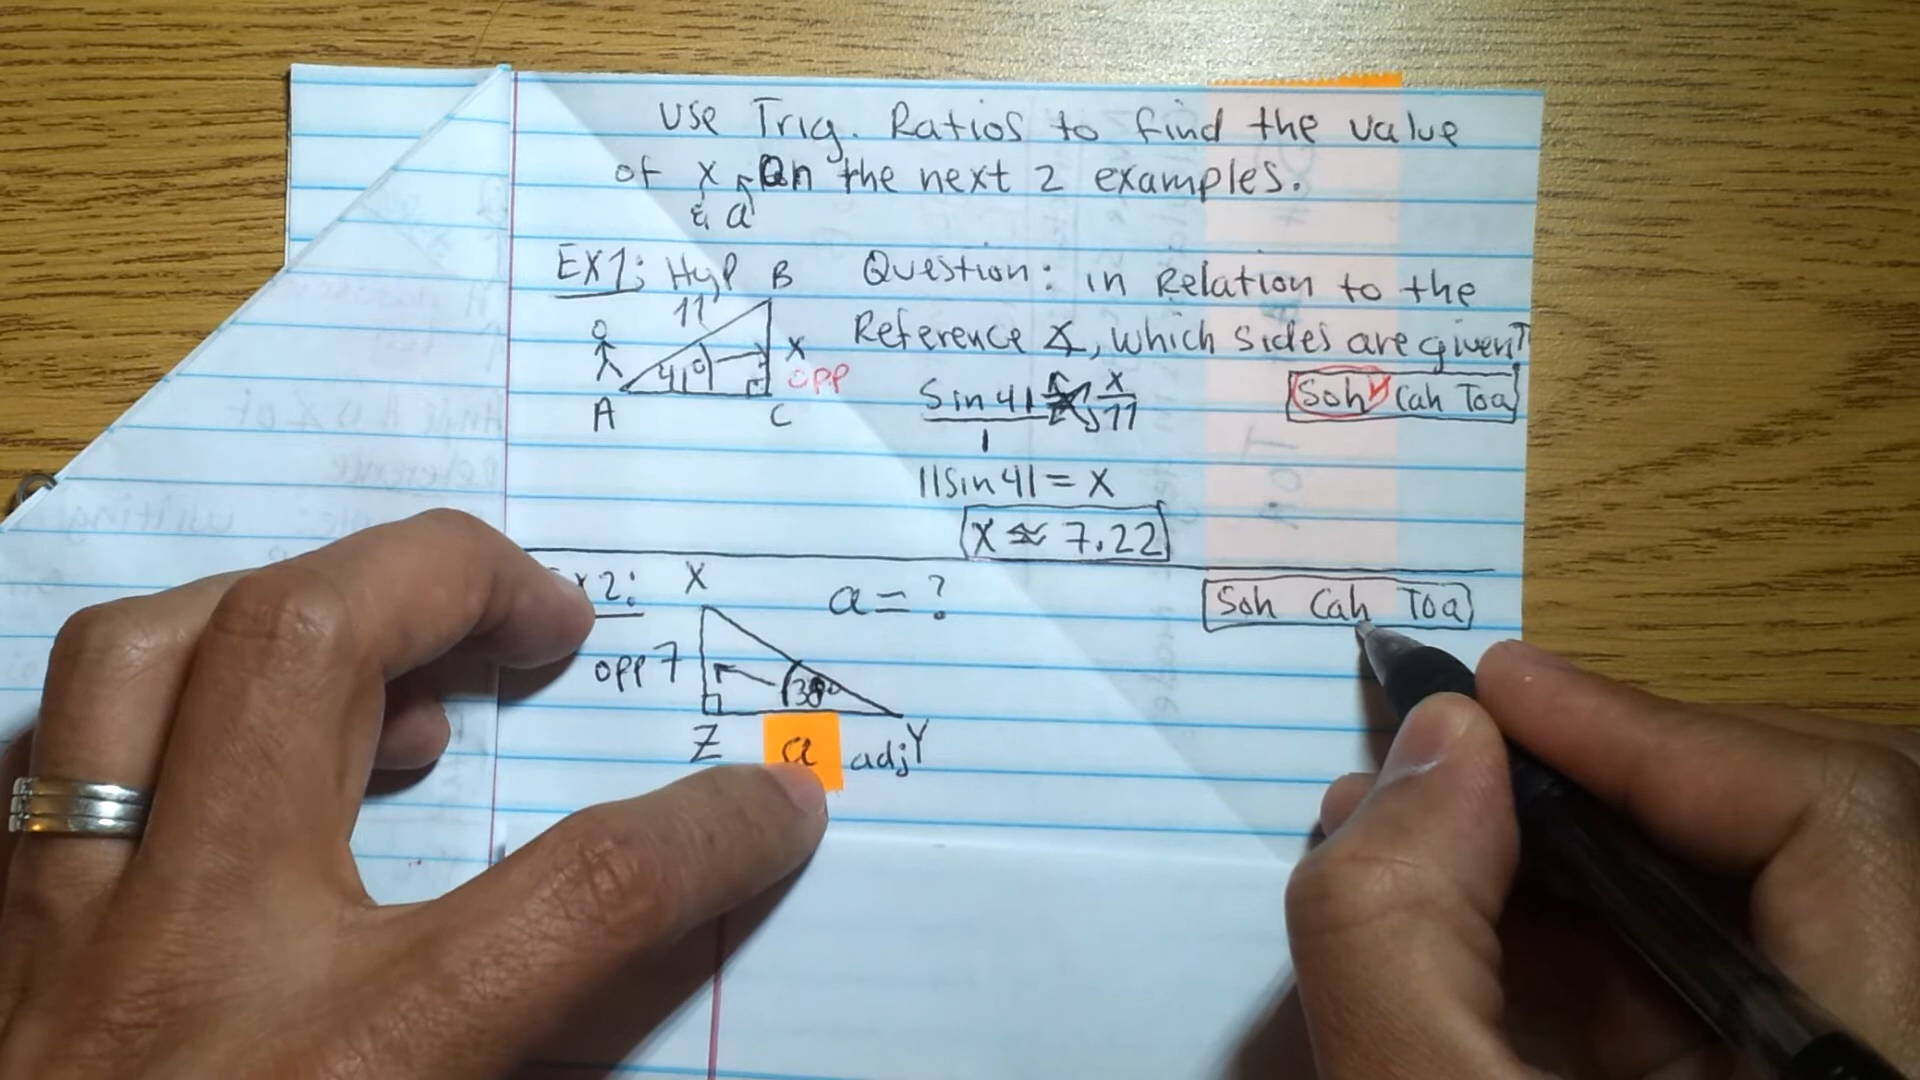 Use Trig. Ratios to find the value
of x & a on the next 2 examples.
EX1: Hyp B Question: in Relation to the
11 Reference ∡, which sides are given?
41° x
opp
A C
Sin 41 = x
1 11
Soh Cah Toa
11 Sin 41 = x
x ≈ 7.22
x2: X a = ? Soh Cah Toa
opp 7 38°
Z a adj Y